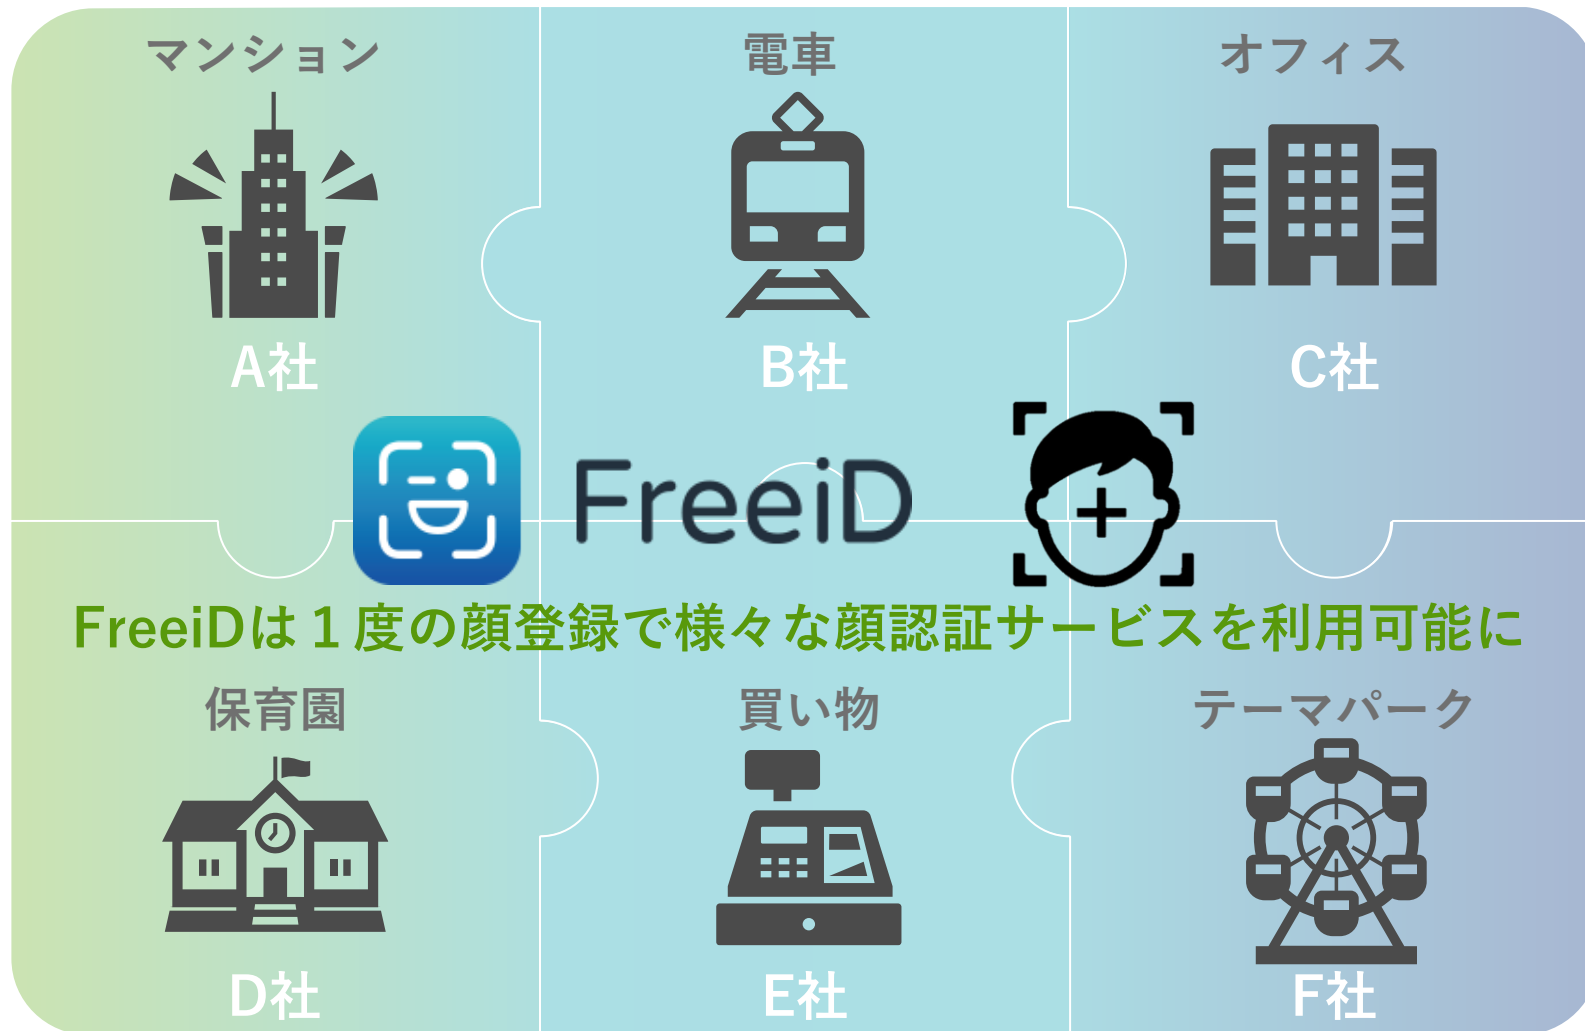 マンション
電車
オフィス
A社
B社
C社
FreeiD
FreeiDは１度の顔登録で様々な顔認証サービスを利用可能に
保育園
買い物
テーマパーク
D社
E社
F社